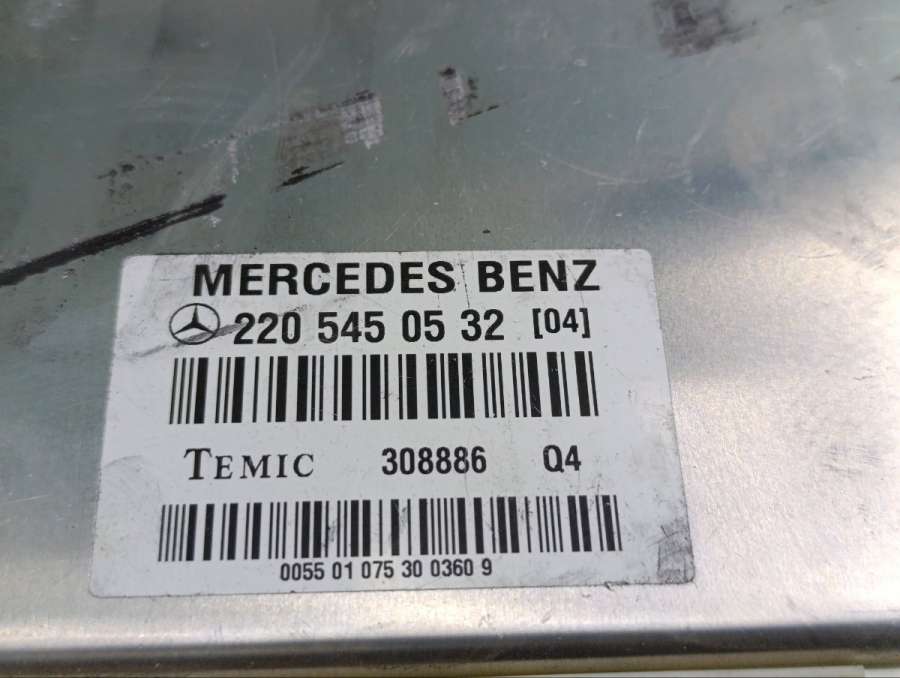 MERCEDES BENZ
220 545 05 32 [04]
TEMIC 308886 Q4
0055 01 075 30 0360 9